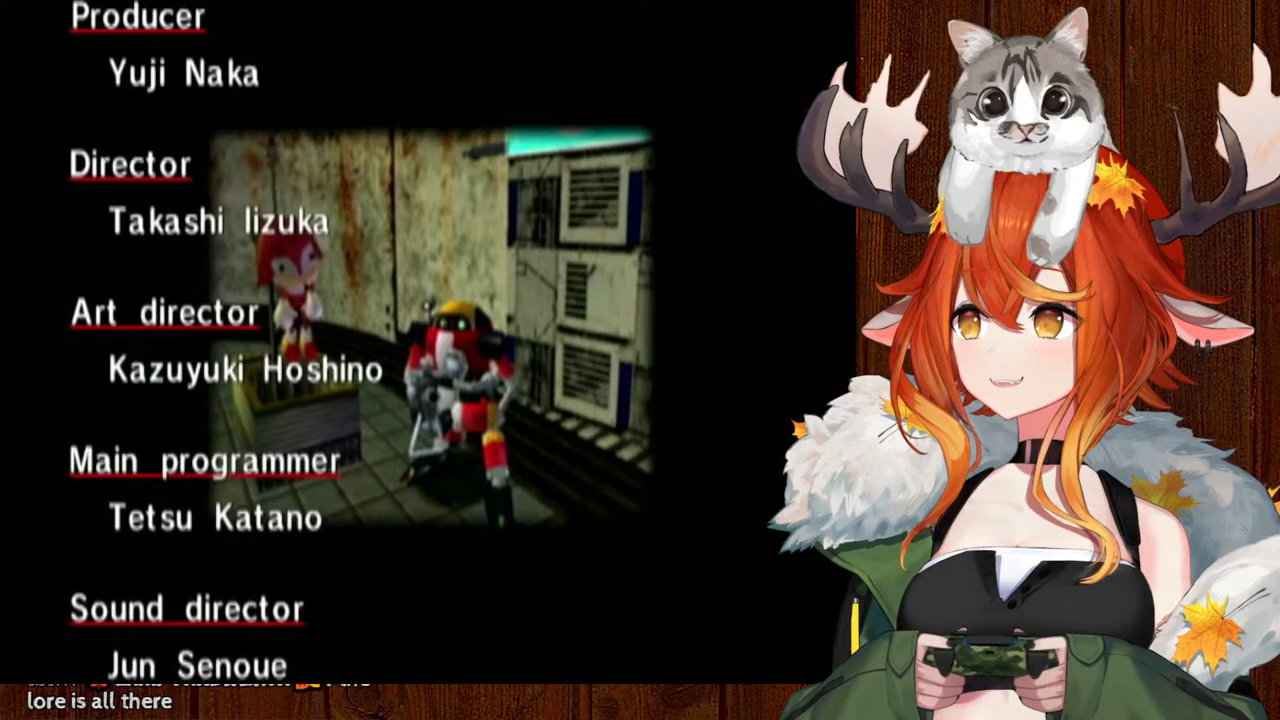 Producer
Yuji Naka
Director
Takashi Iizuka
Art director
Kazuyuki Hoshino
Main programmer
Tetsu Katano
Sound director
Jun Senoue
lore is all there